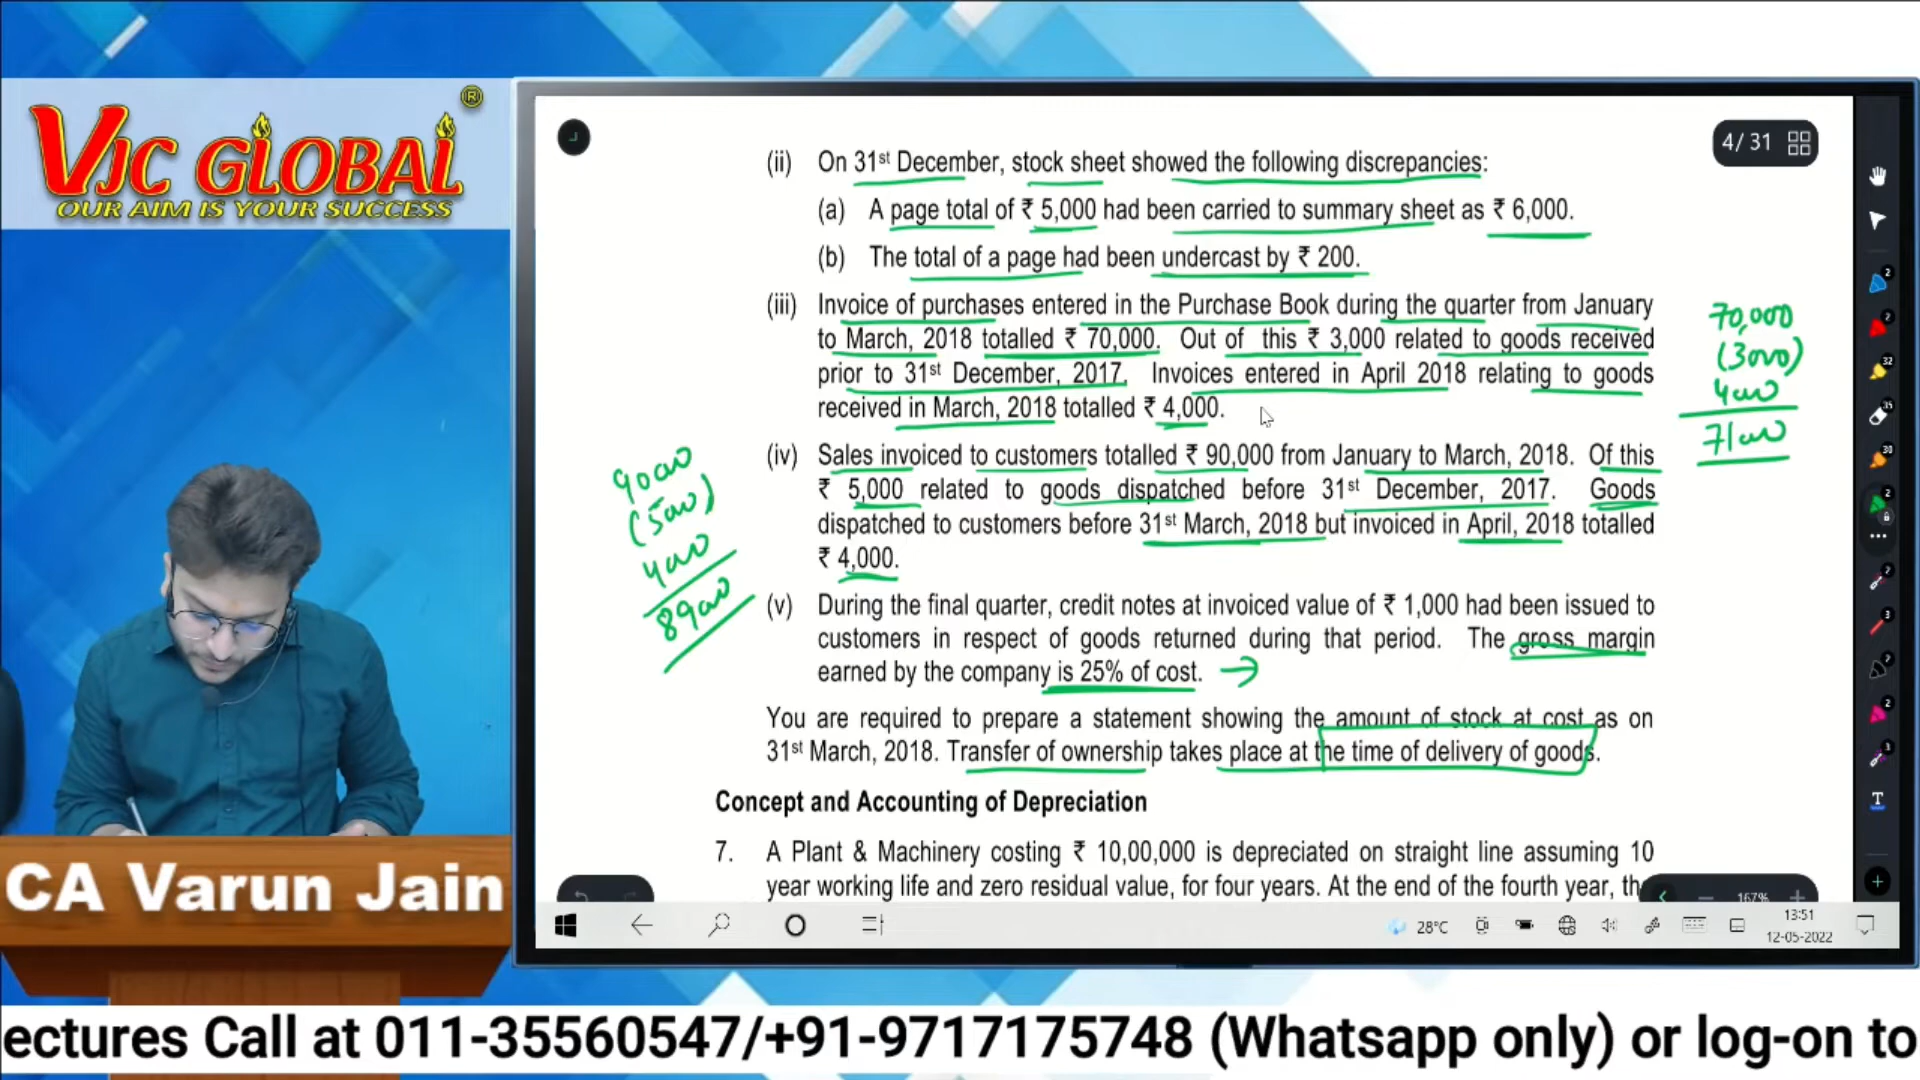 VJC GLOBAL ®
OUR AIM IS YOUR SUCCESS
4/ 31
(ii) On 31st December, stock sheet showed the following discrepancies:
(a) A page total of ₹ 5,000 had been carried to summary sheet as ₹ 6,000.
(b) The total of a page had been undercast by ₹ 200.
(iii) Invoice of purchases entered in the Purchase Book during the quarter from January
to March, 2018 totalled ₹ 70,000. Out of this ₹ 3,000 related to goods received
prior to 31st December, 2017. Invoices entered in April 2018 relating to goods
received in March, 2018 totalled ₹ 4,000.
70,000
(3000)
4000
71000
(iv) Sales invoiced to customers totalled ₹ 90,000 from January to March, 2018. Of this
₹ 5,000 related to goods dispatched before 31st December, 2017. Goods
dispatched to customers before 31st March, 2018 but invoiced in April, 2018 totalled
₹ 4,000.
90000
(5000)
4000
89000
(v) During the final quarter, credit notes at invoiced value of ₹ 1,000 had been issued to
customers in respect of goods returned during that period. The gross margin
earned by the company is 25% of cost. →
You are required to prepare a statement showing the amount of stock at cost as on
31st March, 2018. Transfer of ownership takes place at the time of delivery of goods.
Concept and Accounting of Depreciation
7. A Plant & Machinery costing ₹ 10,00,000 is depreciated on straight line assuming 10
year working life and zero residual value, for four years. At the end of the fourth year, th
167%
28°C
13:51
12-05-2022
CA Varun Jain
ectures Call at 011-35560547/+91-9717175748 (Whatsapp only) or log-on to